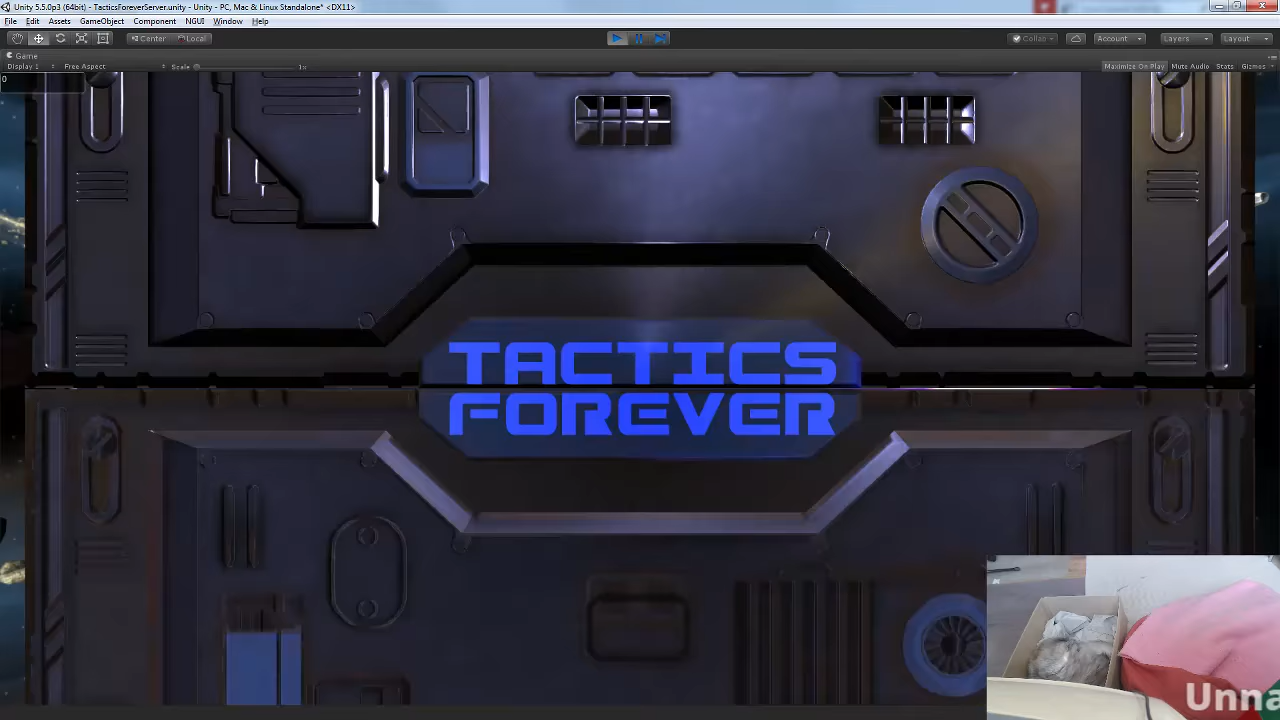 Unity 5.5.0p3 (64bit) - TacticsForeverServer.unity - Unity - PC, Mac & Linux Standalone* <DX11>
File Edit Assets GameObject Component NGUI Window Help
Center Local Collab Account Layers Layout
Game
Display 1 Free Aspect Scale 1x Maximize On Play Mute Audio Stats Gizmos
0
TACTICS
FOREVER
Unna